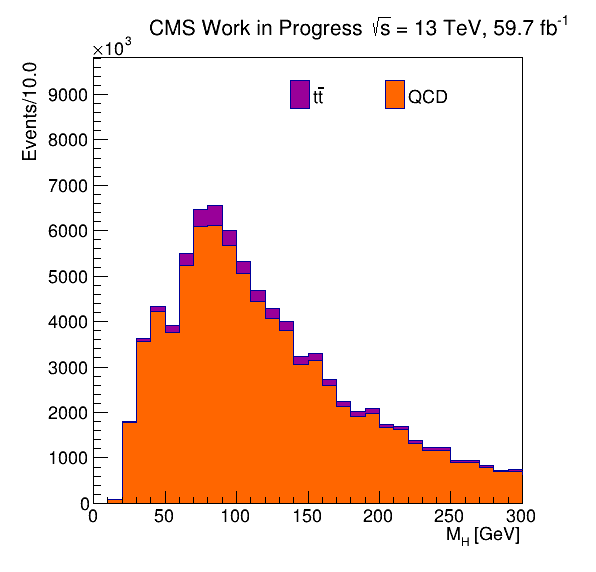 CMS Work in Progress √s = 13 TeV, 59.7 fb⁻¹
×10³
Events/10.0
tt̅
QCD
9000
8000
7000
6000
5000
4000
3000
2000
1000
0
0 50 100 150 200 250 300
M_H [GeV]